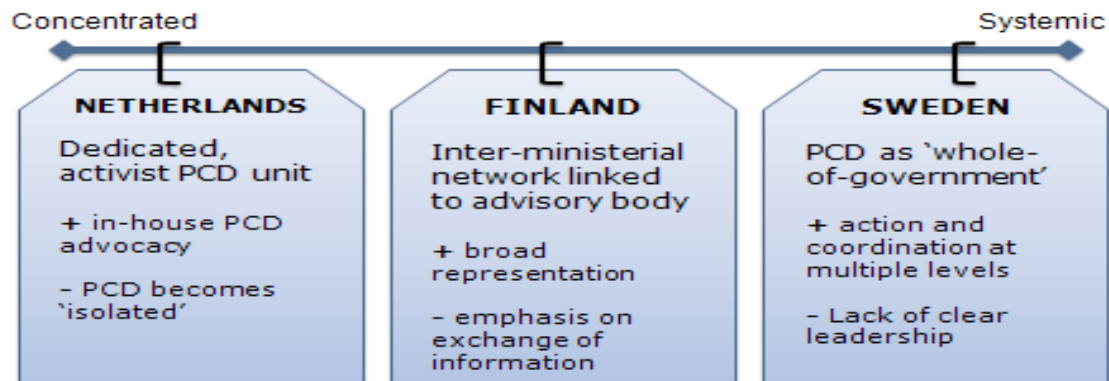 Concentrated
Systemic
NETHERLANDS
Dedicated,
activist PCD unit
+ in-house PCD
advocacy
– PCD becomes
‘isolated’
FINLAND
Inter-ministerial
network linked
to advisory body
+ broad
representation
– emphasis on
exchange of
information
SWEDEN
PCD as ‘whole-
of-government’
+ action and
coordination at
multiple levels
– Lack of clear
leadership